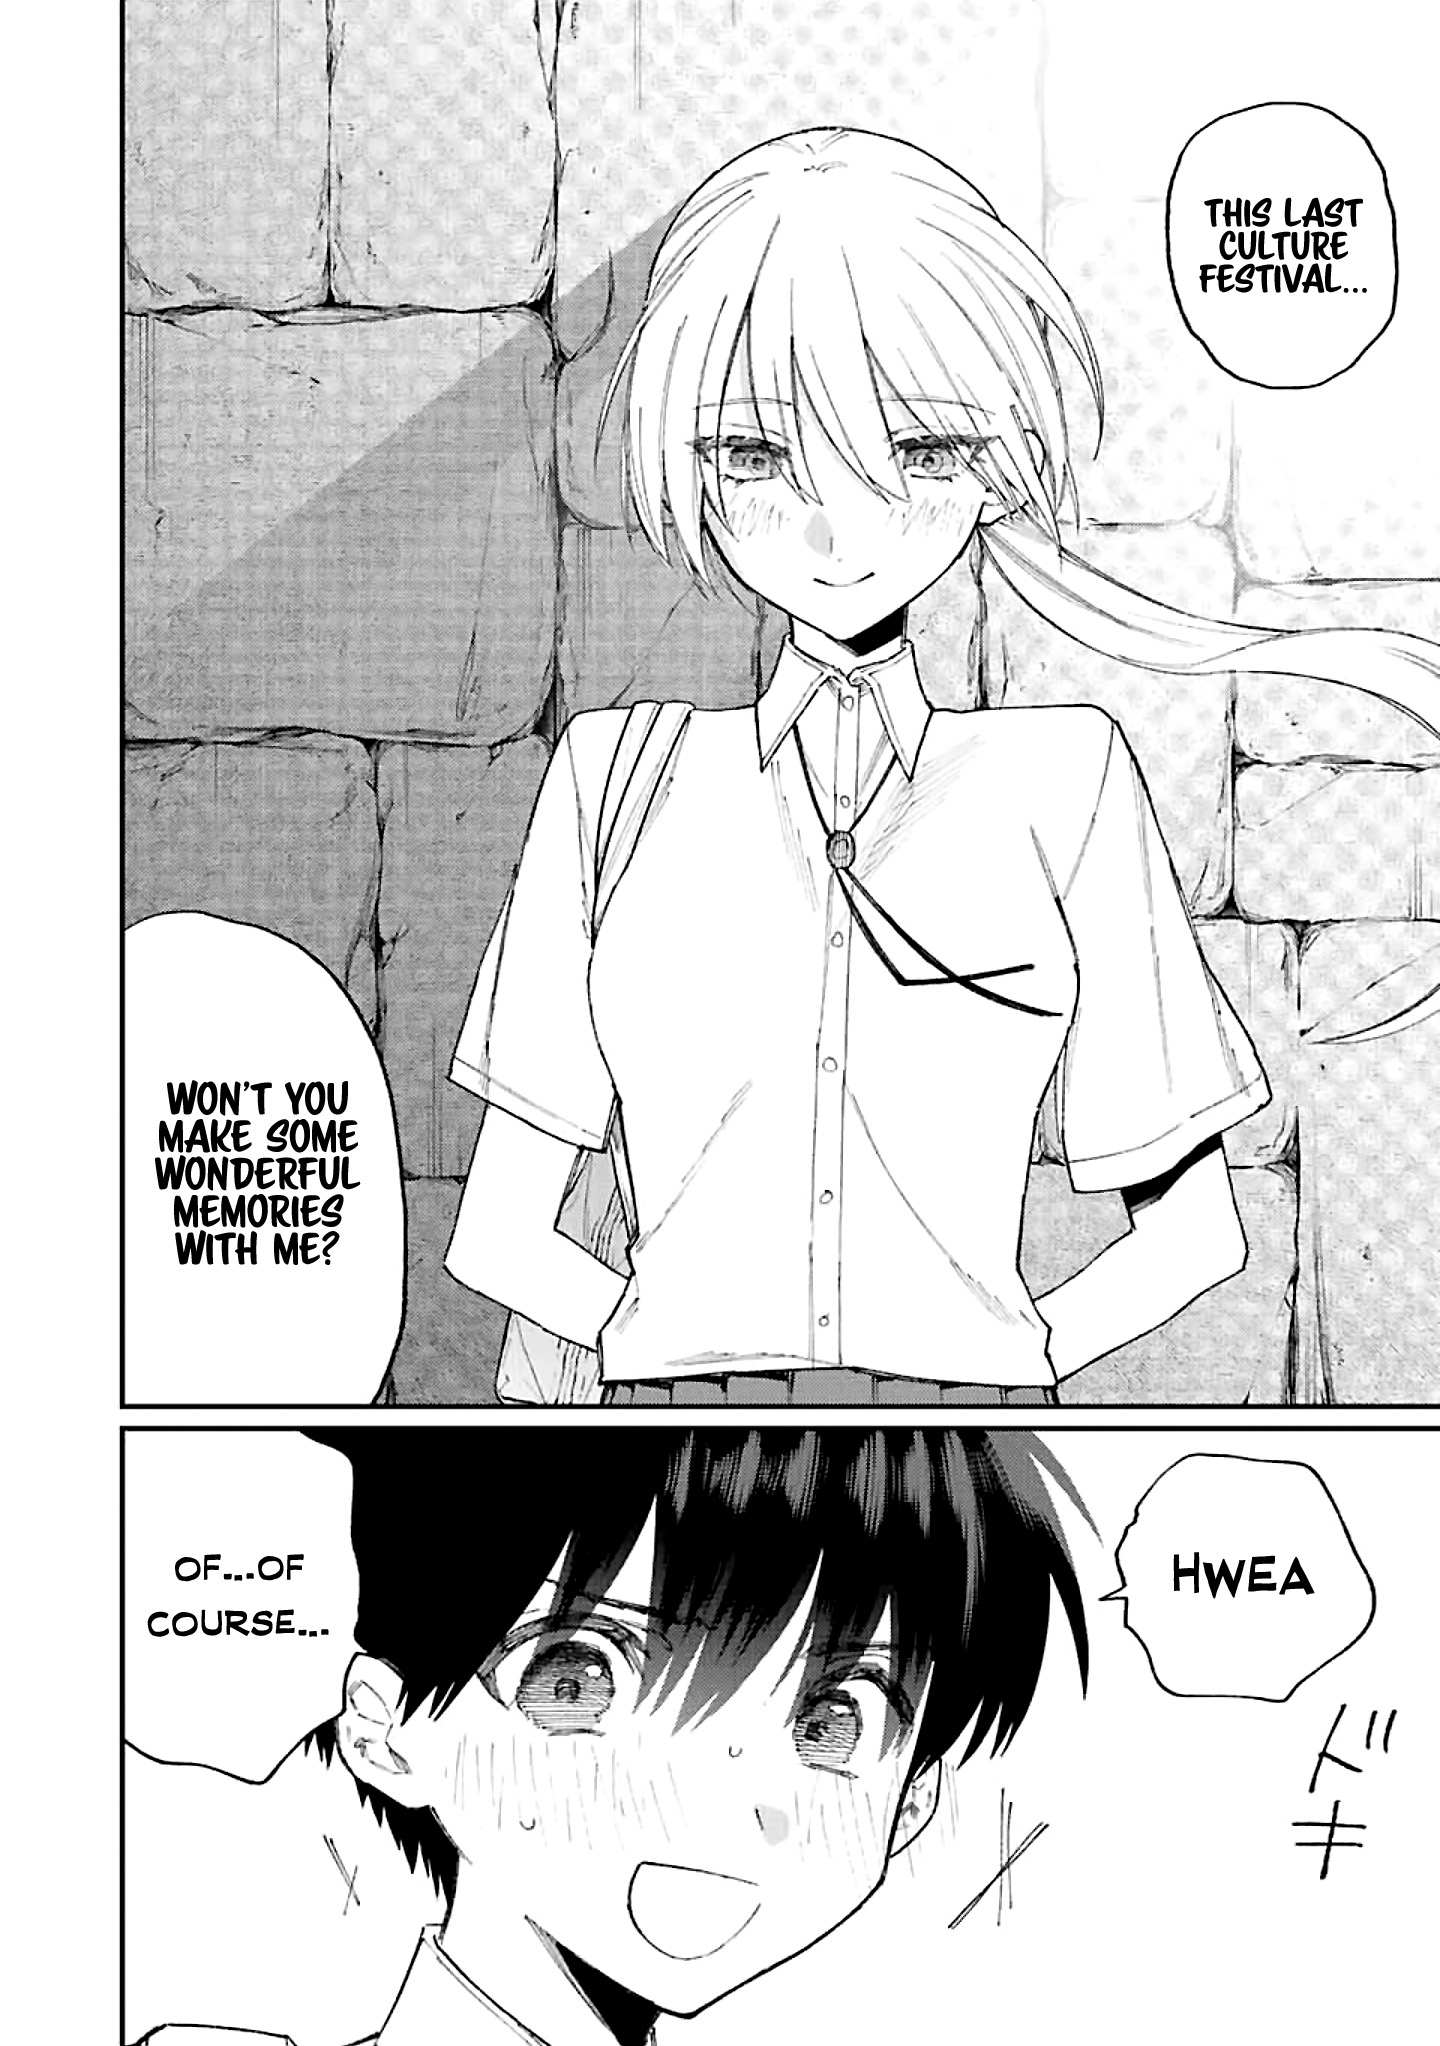 THIS LAST
CULTURE
FESTIVAL...
WON'T YOU
MAKE SOME
WONDERFUL
MEMORIES
WITH ME?
HWEA
ドキ
OF...OF
COURSE...